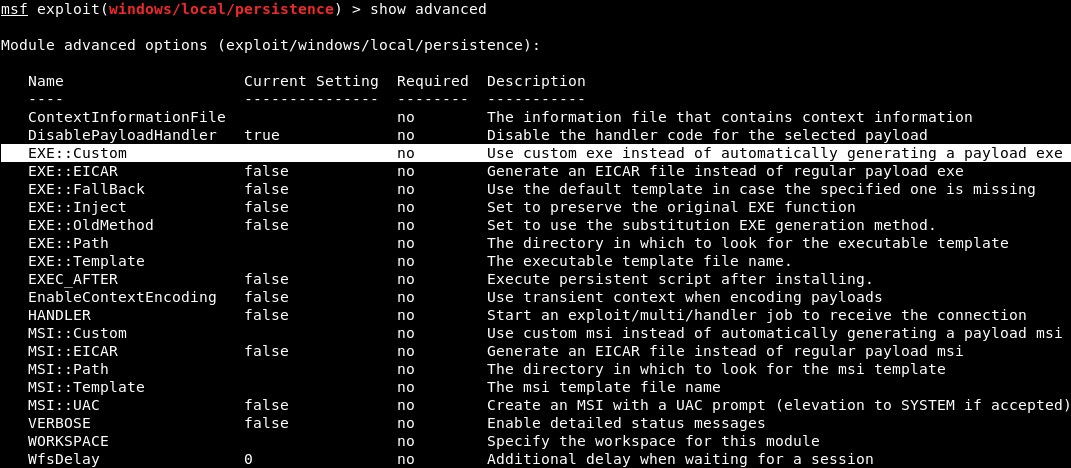 msf exploit(windows/local/persistence) > show advanced
Module advanced options (exploit/windows/local/persistence):
Name Current Setting Required Description
---- --------------- -------- -----------
ContextInformationFile no The information file that contains context information
DisablePayloadHandler true no Disable the handler code for the selected payload
EXE::Custom no Use custom exe instead of automatically generating a payload exe
EXE::EICAR false no Generate an EICAR file instead of regular payload exe
EXE::FallBack false no Use the default template in case the specified one is missing
EXE::Inject false no Set to preserve the original EXE function
EXE::OldMethod false no Set to use the substitution EXE generation method.
EXE::Path no The directory in which to look for the executable template
EXE::Template no The executable template file name.
EXEC_AFTER false no Execute persistent script after installing.
EnableContextEncoding false no Use transient context when encoding payloads
HANDLER false no Start an exploit/multi/handler job to receive the connection
MSI::Custom no Use custom msi instead of automatically generating a payload msi
MSI::EICAR false no Generate an EICAR file instead of regular payload msi
MSI::Path no The directory in which to look for the msi template
MSI::Template no The msi template file name
MSI::UAC false no Create an MSI with a UAC prompt (elevation to SYSTEM if accepted)
VERBOSE false no Enable detailed status messages
WORKSPACE no Specify the workspace for this module
WfsDelay 0 no Additional delay when waiting for a session